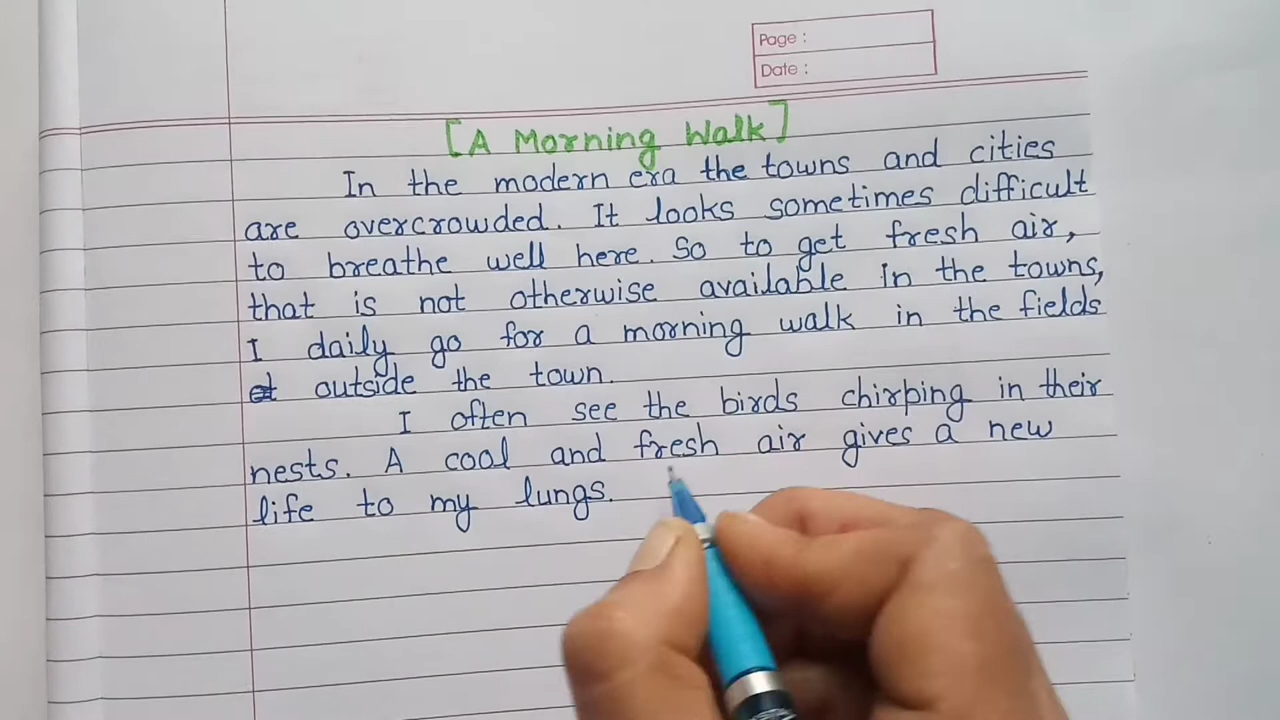 Page :
Date :
[A Morning Walk]
In the modern era the towns and cities
are overcrowded. It looks sometimes difficult
to breathe well here. So to get fresh air,
that is not otherwise available in the towns,
I daily go for a morning walk in the fields
outside the town.
I often see the birds chirping in their
nests. A cool and fresh air gives a new
life to my lungs.